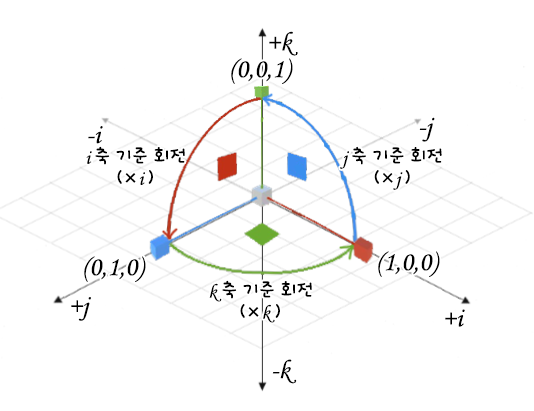 +k
(0,0,1)
-i
-j
i축 기준 회전
(×i)
j축 기준 회전
(×j)
(0,1,0)
(1,0,0)
k축 기준 회전
(×k)
+j
+i
-k